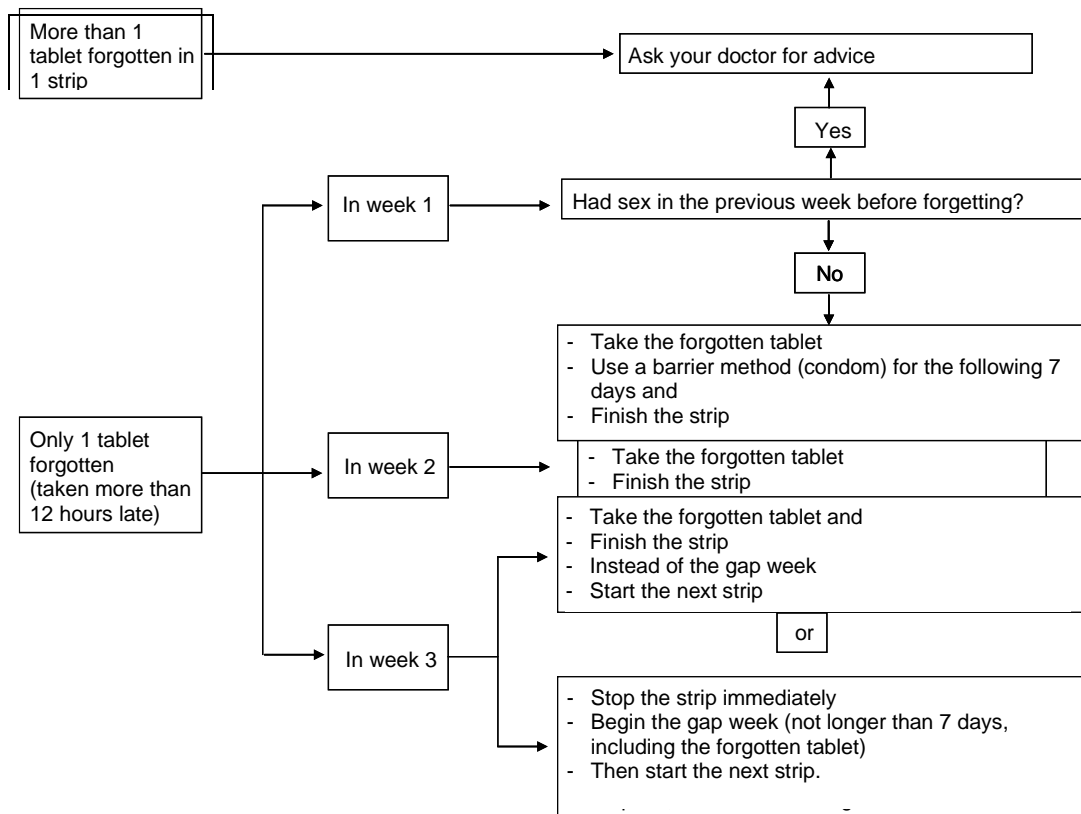 More than 1
tablet forgotten in
1 strip
Ask your doctor for advice
Yes
In week 1
Had sex in the previous week before forgetting?
No
- Take the forgotten tablet
- Use a barrier method (condom) for the following 7
days and
- Finish the strip
Only 1 tablet
forgotten
(taken more than
12 hours late)
In week 2
- Take the forgotten tablet
- Finish the strip
- Take the forgotten tablet and
- Finish the strip
- Instead of the gap week
- Start the next strip
or
In week 3
- Stop the strip immediately
- Begin the gap week (not longer than 7 days,
including the forgotten tablet)
- Then start the next strip.